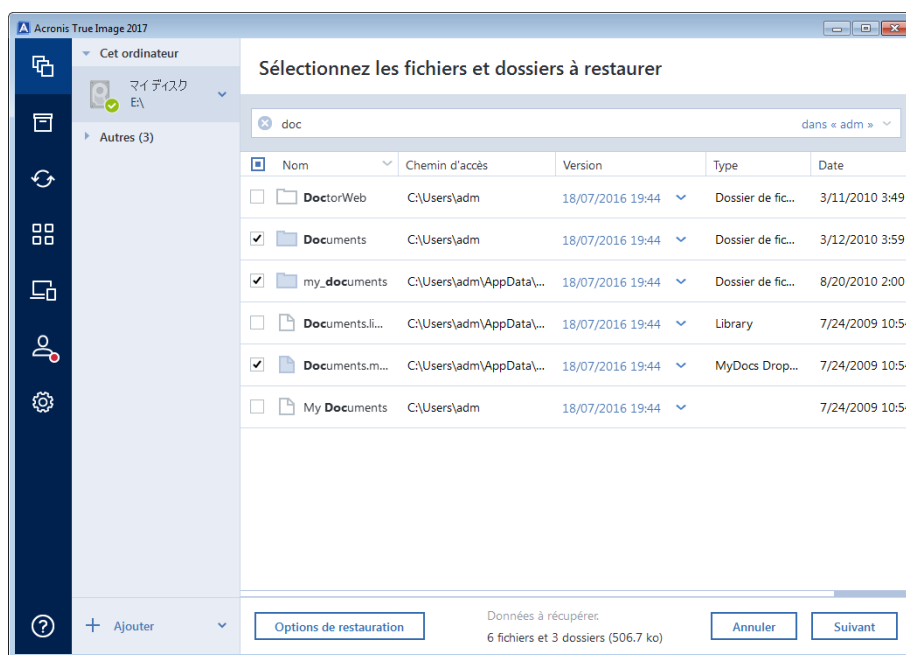 Acronis True Image 2017
Cet ordinateur
マイ ディスク
E:\
Autres (3)
Ajouter
Sélectionnez les fichiers et dossiers à restaurer
doc
dans « adm »
Nom Chemin d'accès Version Type Date
DoctorWeb C:\Users\adm 18/07/2016 19:44 Dossier de fic... 3/11/2010 3:49
Documents C:\Users\adm 18/07/2016 19:44 Dossier de fic... 3/12/2010 3:59
my_documents C:\Users\adm\AppData\... 18/07/2016 19:44 Dossier de fic... 8/20/2010 2:00
Documents.li... C:\Users\adm\AppData\... 18/07/2016 19:44 Library 7/24/2009 10:5
Documents.m... C:\Users\adm\AppData\... 18/07/2016 19:44 MyDocs Drop... 7/24/2009 10:5
My Documents C:\Users\adm 18/07/2016 19:44 7/24/2009 10:5
Options de restauration
Données à récupérer.
6 fichiers et 3 dossiers (506.7 ko)
Annuler
Suivant